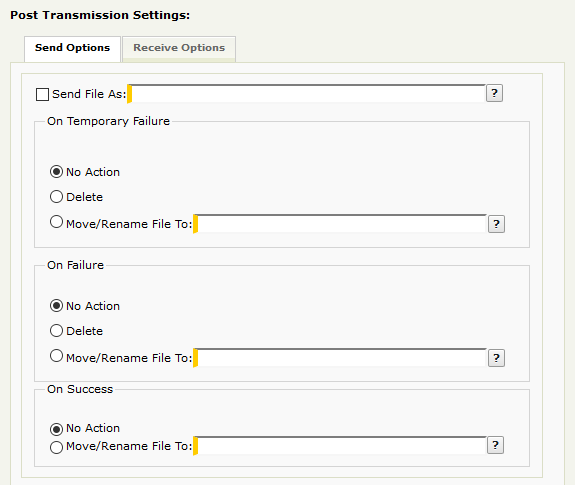 Post Transmission Settings:
Send Options Receive Options
Send File As: ?
On Temporary Failure
No Action
Delete
Move/Rename File To: ?
On Failure
No Action
Delete
Move/Rename File To: ?
On Success
No Action
Move/Rename File To: ?